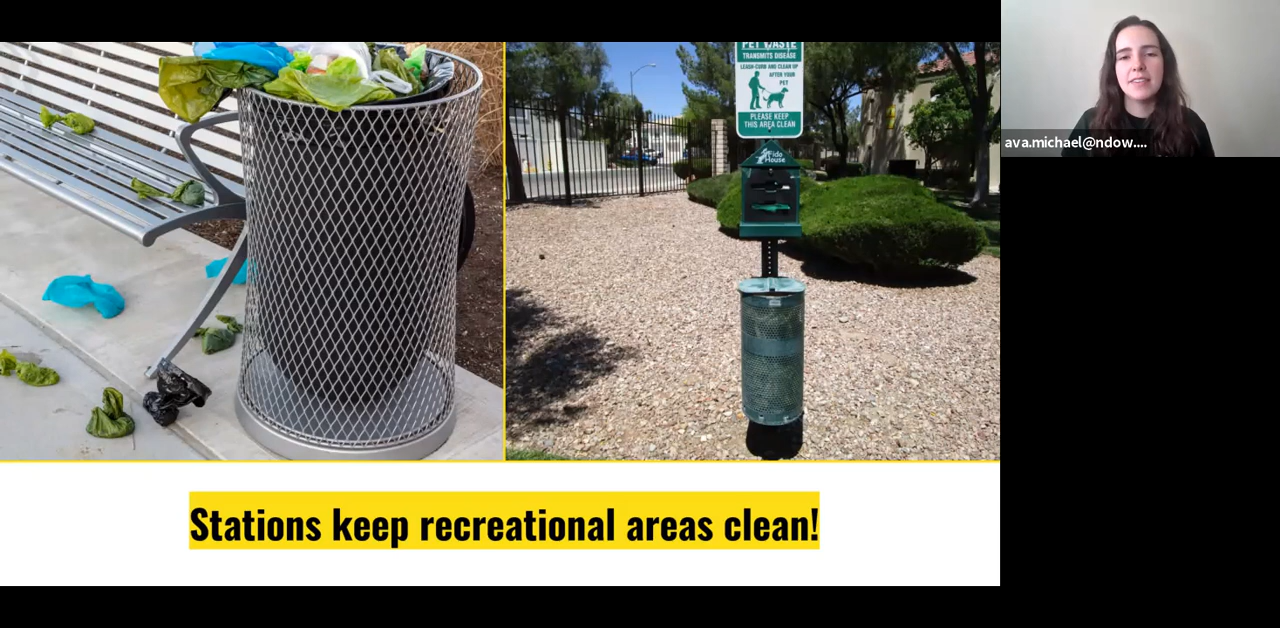 PET WASTE
TRANSMITS DISEASE
LEASH-CURB AND CLEAN UP
AFTER YOUR
PET
PLEASE KEEP
THIS AREA CLEAN
Fido
House
ava.michael@ndow....
Stations keep recreational areas clean!